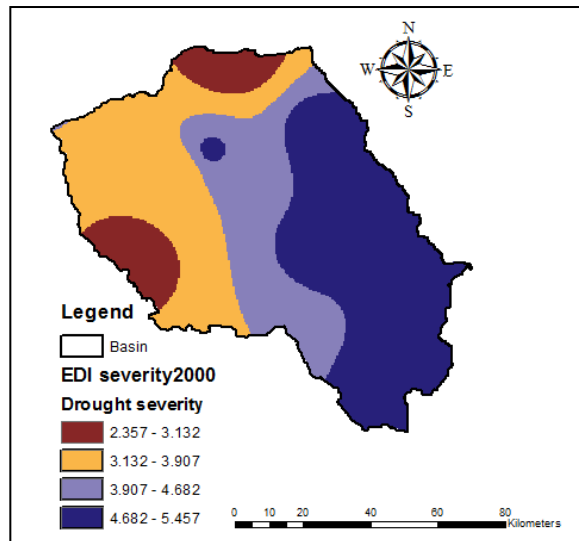 N
W E
S
Legend
Basin
EDI severity2000
Drought severity
2.357 - 3.132
3.132 - 3.907
3.907 - 4.682
4.682 - 5.457
0 10 20 40 60 80
Kilometers